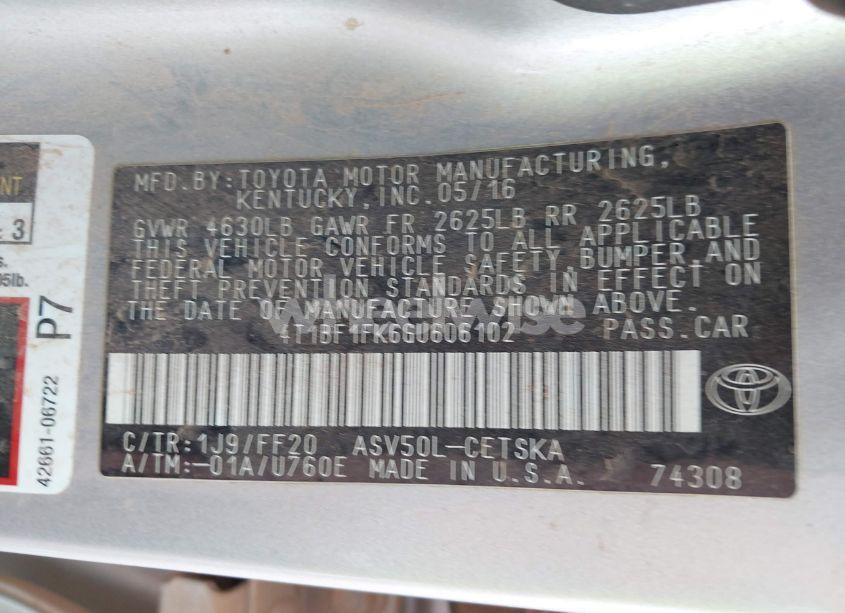 NT
3
s.
05lb.
P7
42661-06722
MFD.BY:TOYOTA MOTOR MANUFACTURING,
KENTUCKY,INC.05/16
GVWR 4630LB GAWR FR 2625LB RR 2625LB
THIS VEHICLE CONFORMS TO ALL APPLICABLE
FEDERAL MOTOR VEHICLE SAFETY,BUMPER,AND
THEFT PREVENTION STANDARDS IN EFFECT ON
THE DATE OF MANUFACTURE SHOWN ABOVE.
4T1BF1FK6GU606102 PASS.CAR
C/TR:1J9/FF20 ASV50L-CETSKA
A/TM:-01A/U760E MADE IN U.S.A. 74308